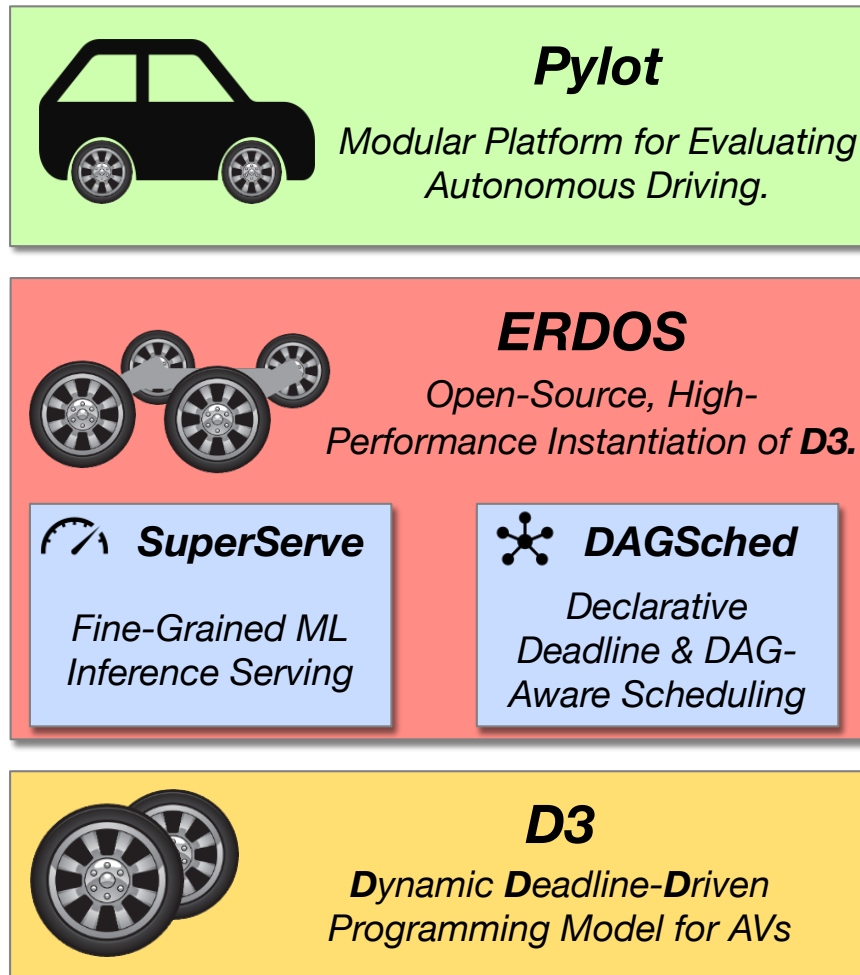 Pylot
Modular Platform for Evaluating
Autonomous Driving.
ERDOS
Open-Source, High-
Performance Instantiation of D3.
SuperServe
Fine-Grained ML
Inference Serving
DAGSched
Declarative
Deadline & DAG-
Aware Scheduling
D3
Dynamic Deadline-Driven
Programming Model for AVs